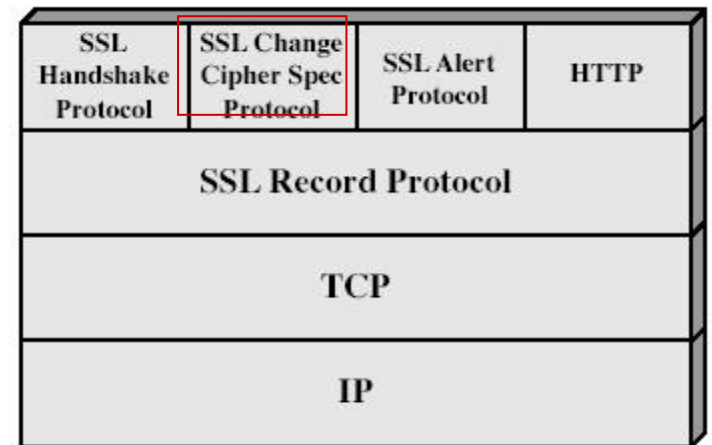 SSL
Handshake
Protocol
SSL Change
Cipher Spec
Protocol
SSL Alert
Protocol
HTTP
SSL Record Protocol
TCP
IP